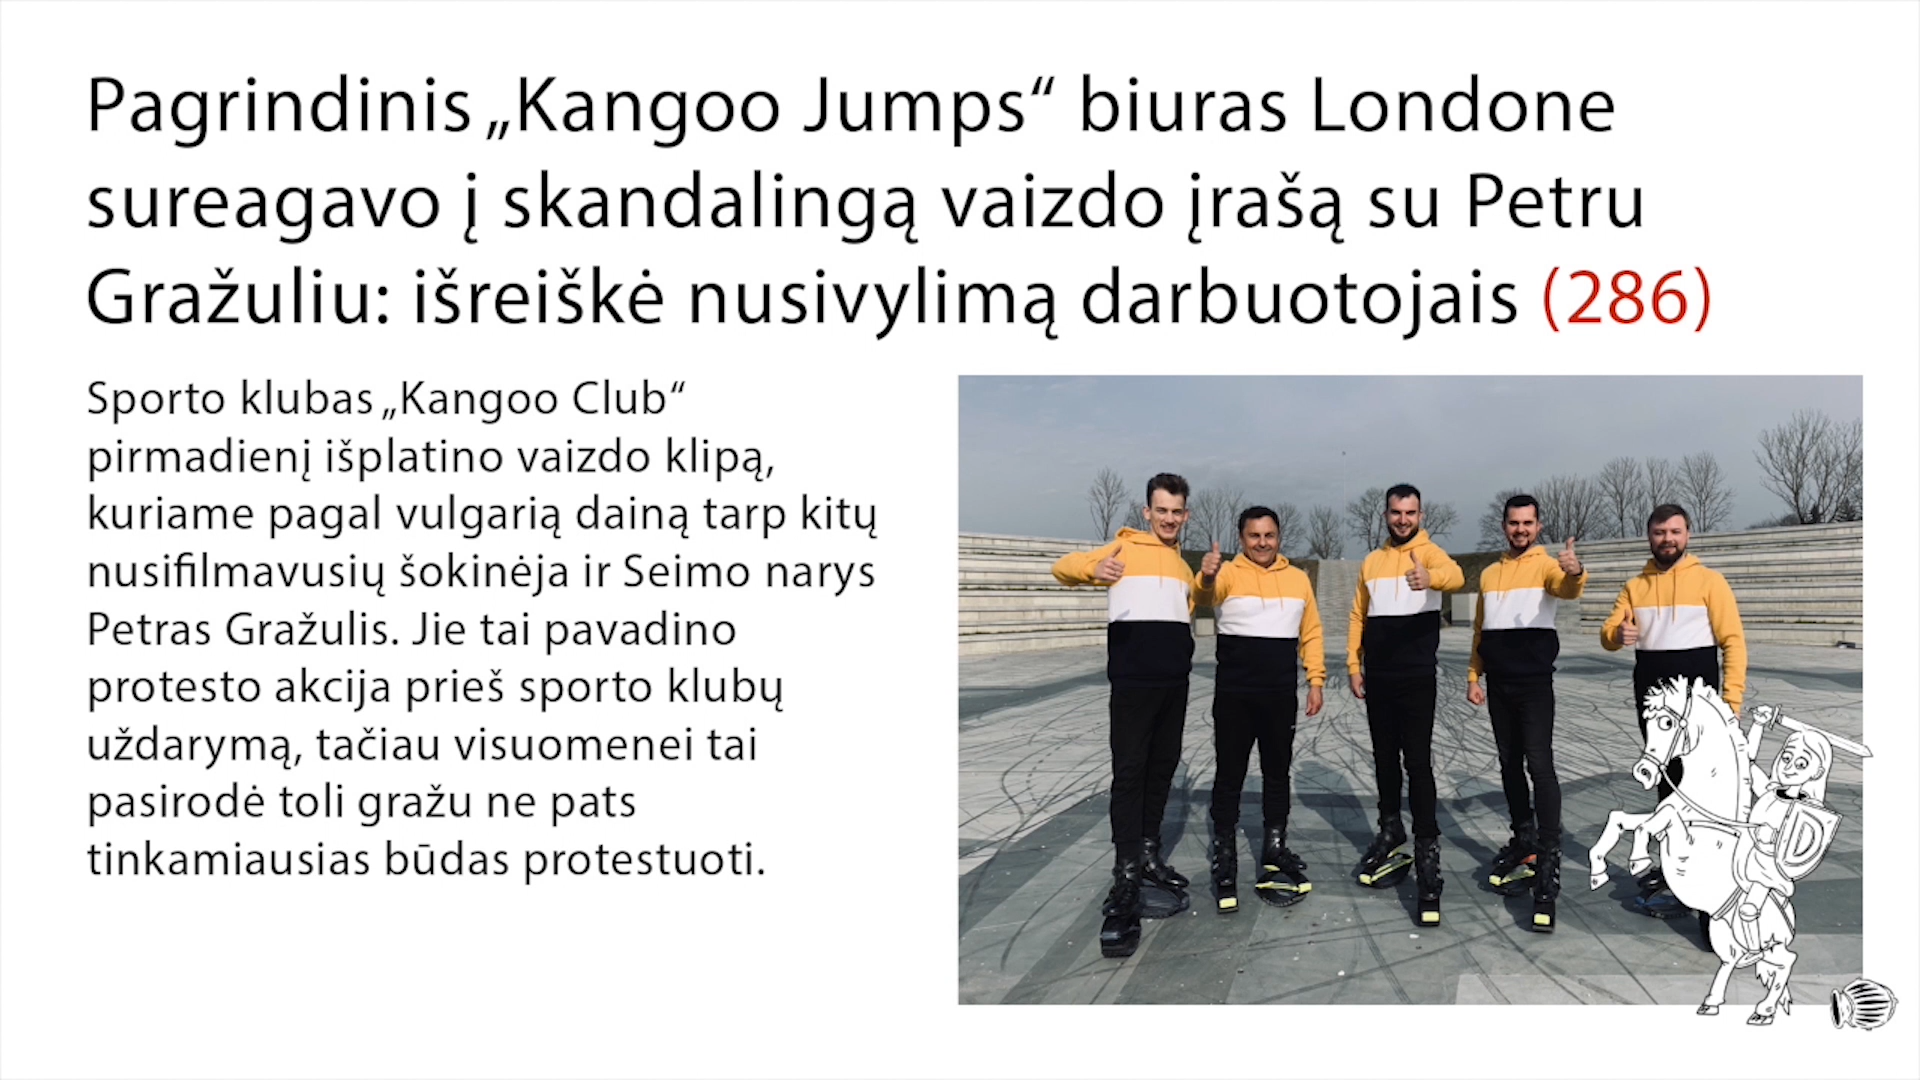 Pagrindinis „Kangoo Jumps“ biuras Londone
sureagavo į skandalingą vaizdo įrašą su Petru
Gražuliu: išreiškė nusivylimą darbuotojais (286)
Sporto klubas „Kangoo Club“
pirmadienį išplatino vaizdo klipą,
kuriame pagal vulgarią dainą tarp kitų
nusifilmavusių šokinėja ir Seimo narys
Petras Gražulis. Jie tai pavadino
protesto akcija prieš sporto klubų
uždarymą, tačiau visuomenei tai
pasirodė toli gražu ne pats
tinkamiausias būdas protestuoti.
D